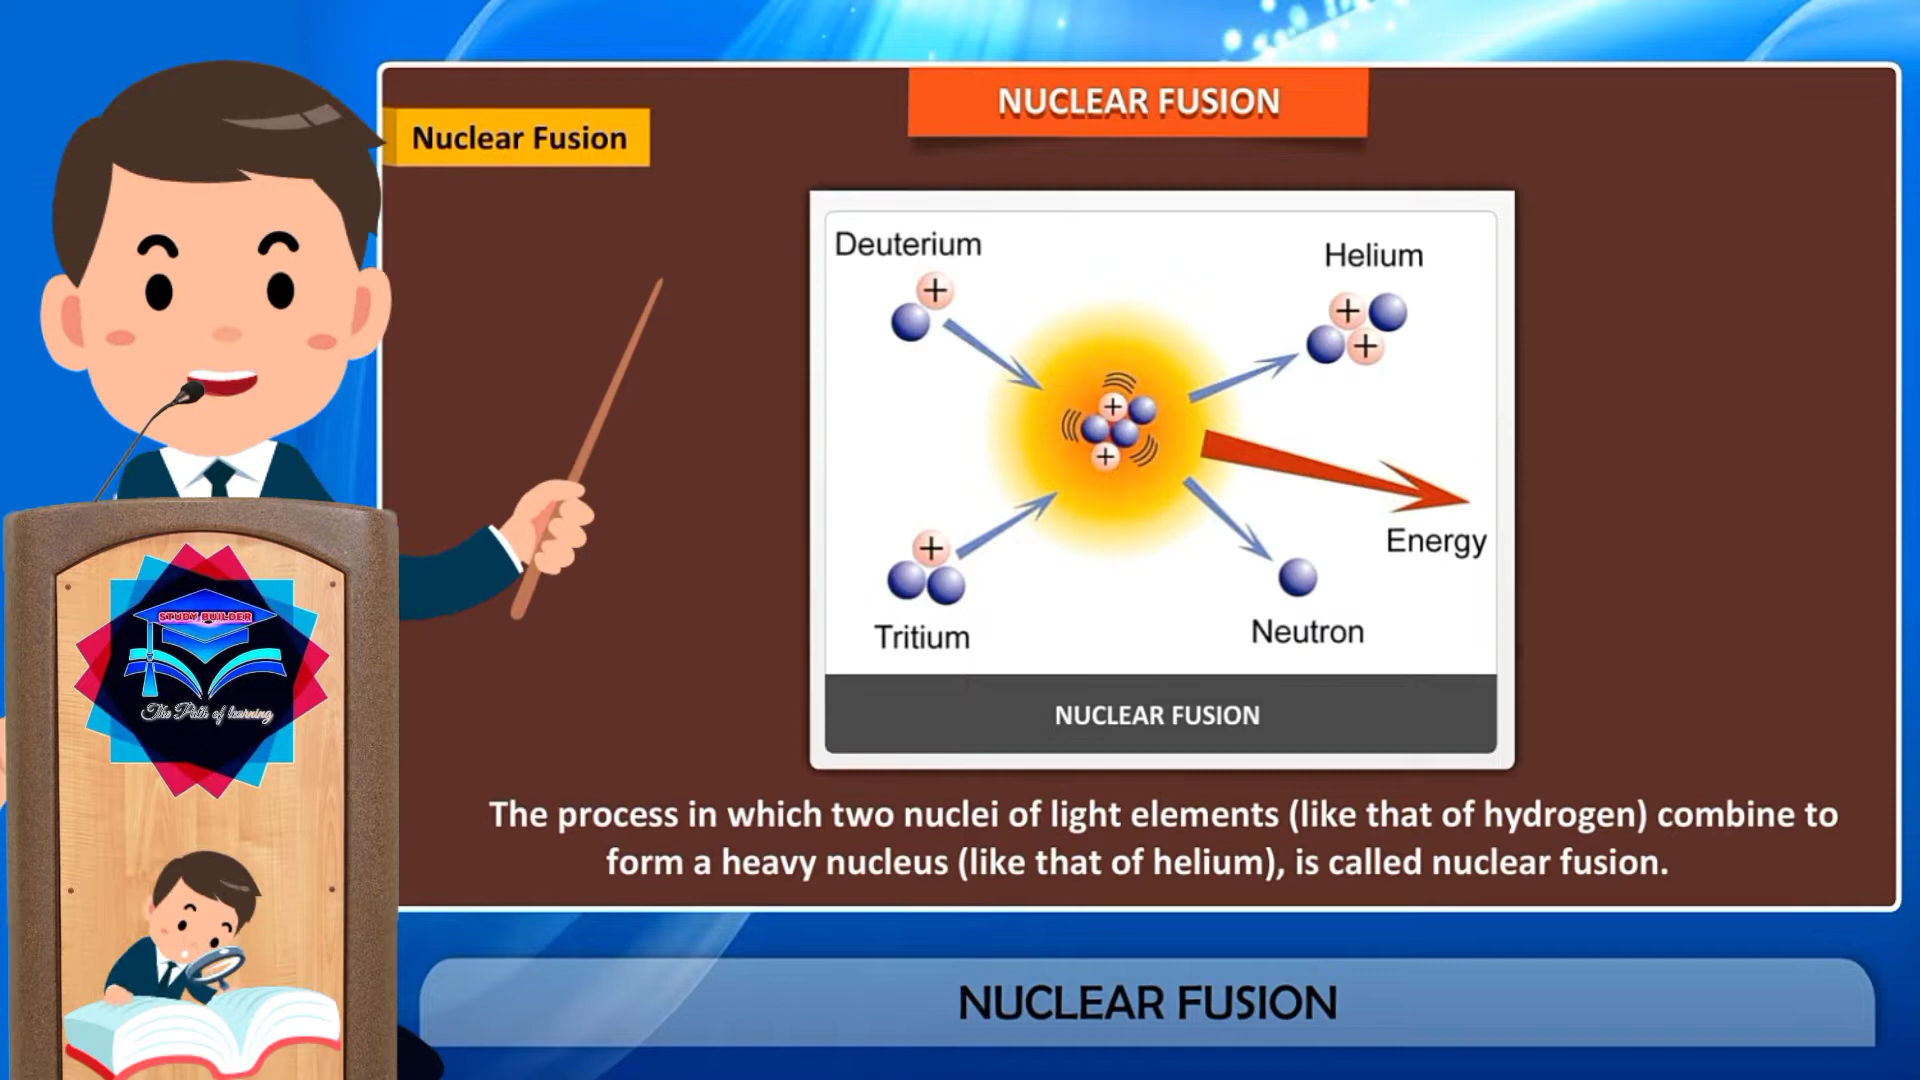 NUCLEAR FUSION
Nuclear Fusion
Deuterium
Helium
+
+
+
+
+
+
+
Energy
Tritium
Neutron
NUCLEAR FUSION
STUDY BUILDER
The Path of learning
The process in which two nuclei of light elements (like that of hydrogen) combine to
form a heavy nucleus (like that of helium), is called nuclear fusion.
NUCLEAR FUSION